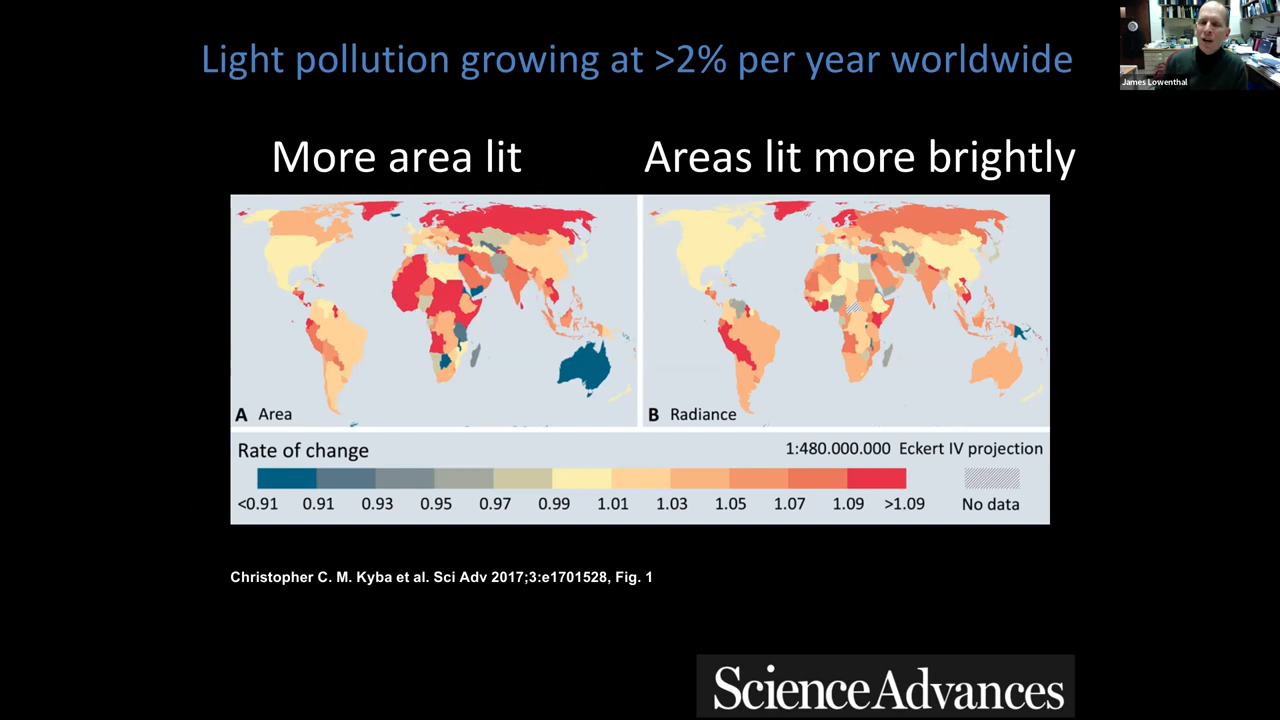 Light pollution growing at >2% per year worldwide
James Lowenthal
More area lit
Areas lit more brightly
A Area
B Radiance
Rate of change
1:480.000.000 Eckert IV projection
<0.91 0.91 0.93 0.95 0.97 0.99 1.01 1.03 1.05 1.07 1.09 >1.09 No data
Christopher C. M. Kyba et al. Sci Adv 2017;3:e1701528, Fig. 1
ScienceAdvances